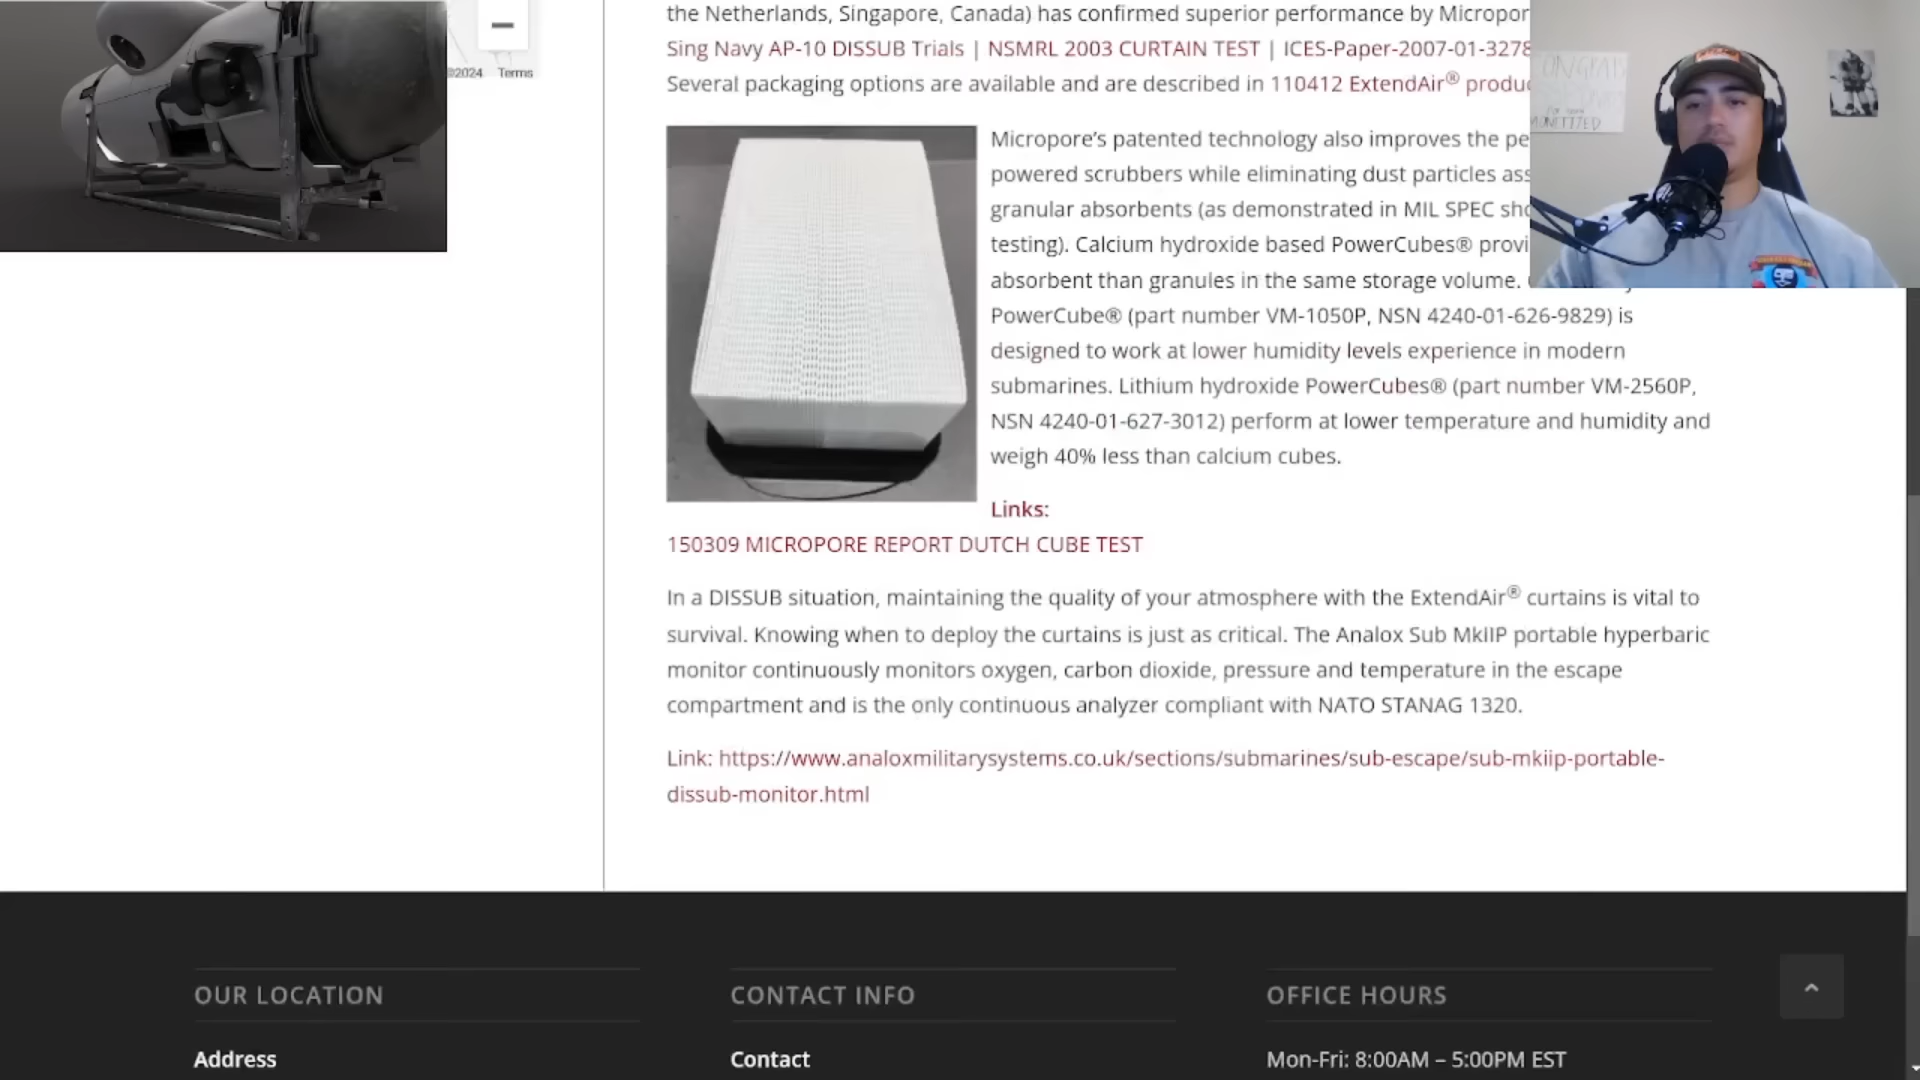 ©2024 Terms
the Netherlands, Singapore, Canada) has confirmed superior performance by Micropor
Sing Navy AP-10 DISSUB Trials | NSMRL 2003 CURTAIN TEST | ICES-Paper-2007-01-3278
Several packaging options are available and are described in 110412 ExtendAir® produ
Micropore’s patented technology also improves the pe
powered scrubbers while eliminating dust particles ass
granular absorbents (as demonstrated in MIL SPEC sho
testing). Calcium hydroxide based PowerCubes® provi
absorbent than granules in the same storage volume.
PowerCube® (part number VM-1050P, NSN 4240-01-626-9829) is
designed to work at lower humidity levels experience in modern
submarines. Lithium hydroxide PowerCubes® (part number VM-2560P,
NSN 4240-01-627-3012) perform at lower temperature and humidity and
weigh 40% less than calcium cubes.
Links:
150309 MICROPORE REPORT DUTCH CUBE TEST
In a DISSUB situation, maintaining the quality of your atmosphere with the ExtendAir® curtains is vital to
survival. Knowing when to deploy the curtains is just as critical. The Analox Sub MkIIP portable hyperbaric
monitor continuously monitors oxygen, carbon dioxide, pressure and temperature in the escape
compartment and is the only continuous analyzer compliant with NATO STANAG 1320.
Link: https://www.analoxmilitarysystems.co.uk/sections/submarines/sub-escape/sub-mkiip-portable-
dissub-monitor.html
OUR LOCATION
CONTACT INFO
OFFICE HOURS
Address
Contact
Mon-Fri: 8:00AM – 5:00PM EST